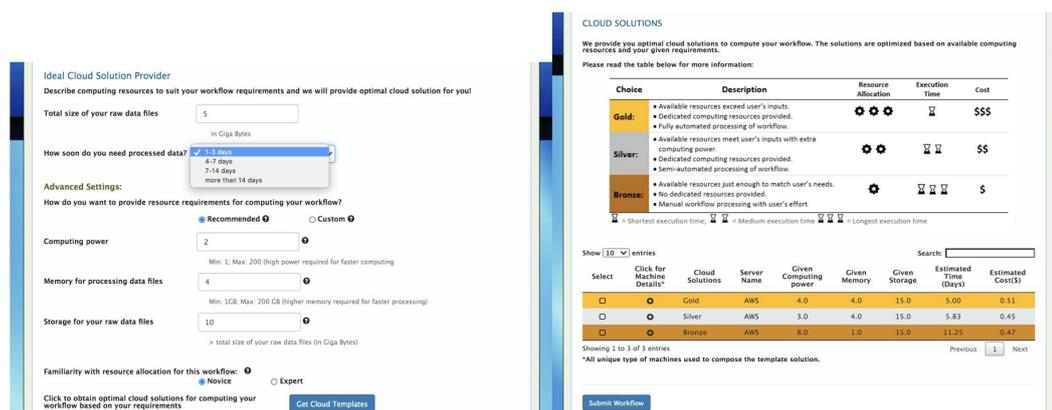 Ideal Cloud Solution Provider
Describe computing resources to suit your workflow requirements and we will provide optimal cloud solution for you!
Total size of your raw data files
5
in Giga Bytes
How soon do you need processed data?
✓ 1-3 days
4-7 days
7-14 days
more than 14 days
Advanced Settings:
How do you want to provide resource requirements for computing your workflow?
Recommended ? Custom ?
Computing power
2 ?
Min: 1; Max: 200 (high power required for faster computing
Memory for processing data files
4 ?
Min: 1GB; Max: 200 GB (higher memory required for faster processing)
Storage for your raw data files
10 ?
> total size of your raw data files (in Giga Bytes)
Familiarity with resource allocation for this workflow: ?
Novice Expert
Click to obtain optimal cloud solutions for computing your
workflow based on your requirements
Get Cloud Templates
CLOUD SOLUTIONS
We provide you optimal cloud solutions to compute your workflow. The solutions are optimized based on available computing
resources and your given requirements.
Please read the table below for more information:
Choice Description Resource Allocation Execution Time Cost
Gold:
• Available resources exceed user's inputs.
• Dedicated computing resources provided.
• Fully automated processing of workflow.
$$$
Silver:
• Available resources meet user's inputs with extra
computing power.
• Dedicated computing resources provided.
• Semi-automated processing of workflow.
$$
Bronze:
• Available resources just enough to match user's needs.
• No dedicated resources provided.
• Manual workflow processing with user's effort
$
= Shortest execution time; = Medium execution time = Longest execution time
Show 10 entries
Search:
Select Click for Machine Details* Cloud Solutions Server Name Given Computing power Given Memory Given Storage Estimated Time (Days) Estimated Cost($)
Gold AWS 4.0 4.0 15.0 5.00 0.51
Silver AWS 3.0 4.0 15.0 5.83 0.45
Bronze AWS 8.0 1.0 15.0 11.25 0.47
Showing 1 to 3 of 3 entries
Previous 1 Next
*All unique type of machines used to compose the template solution.
Submit Workflow